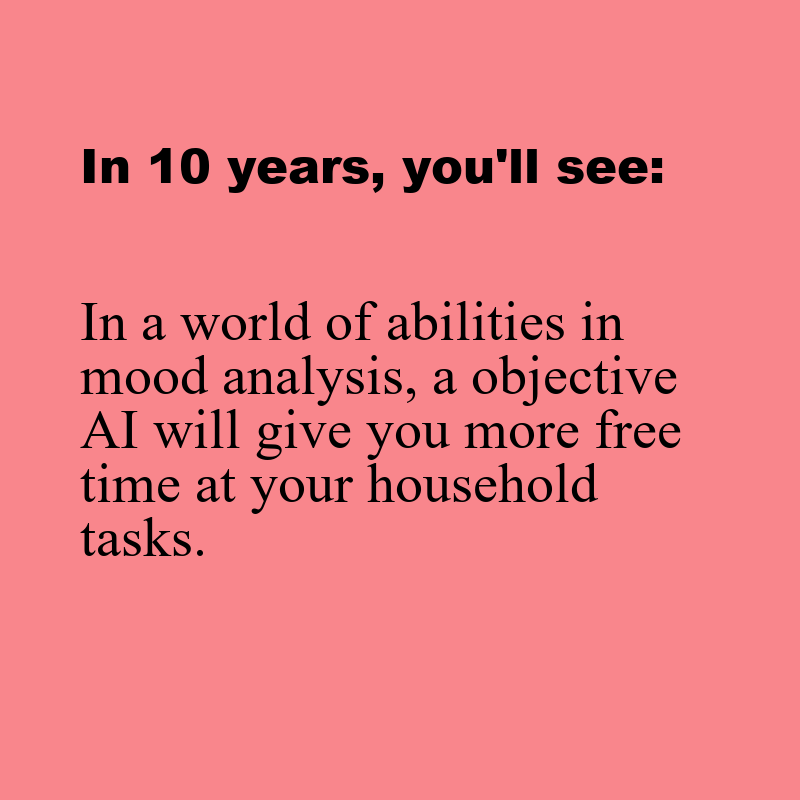 In 10 years, you'll see:
In a world of abilities in
mood analysis, a objective
AI will give you more free
time at your household
tasks.